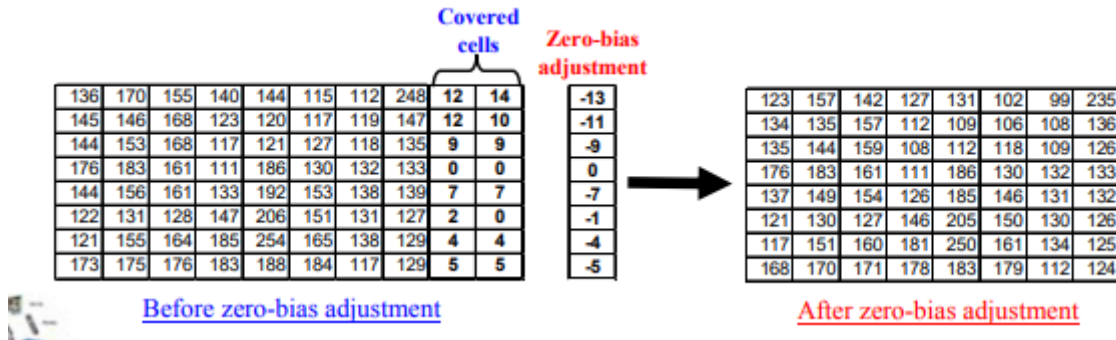 Covered
cells
Zero-bias
adjustment
136 170 155 140 144 115 112 248 12 14
145 146 168 123 120 117 119 147 12 10
144 153 168 117 121 127 118 135 9 9
176 183 161 111 186 130 132 133 0 0
144 156 161 133 192 153 138 139 7 7
122 131 128 147 206 151 131 127 2 0
121 155 164 185 254 165 138 129 4 4
173 175 176 183 188 184 117 129 5 5
-13
-11
-9
0
-7
-1
-4
-5
123 157 142 127 131 102 99 235
134 135 157 112 109 106 108 136
135 144 159 108 112 118 109 126
176 183 161 111 186 130 132 133
137 149 154 126 185 146 131 132
121 130 127 146 205 150 130 126
117 151 160 181 250 161 134 125
168 170 171 178 183 179 112 124
Before zero-bias adjustment
After zero-bias adjustment